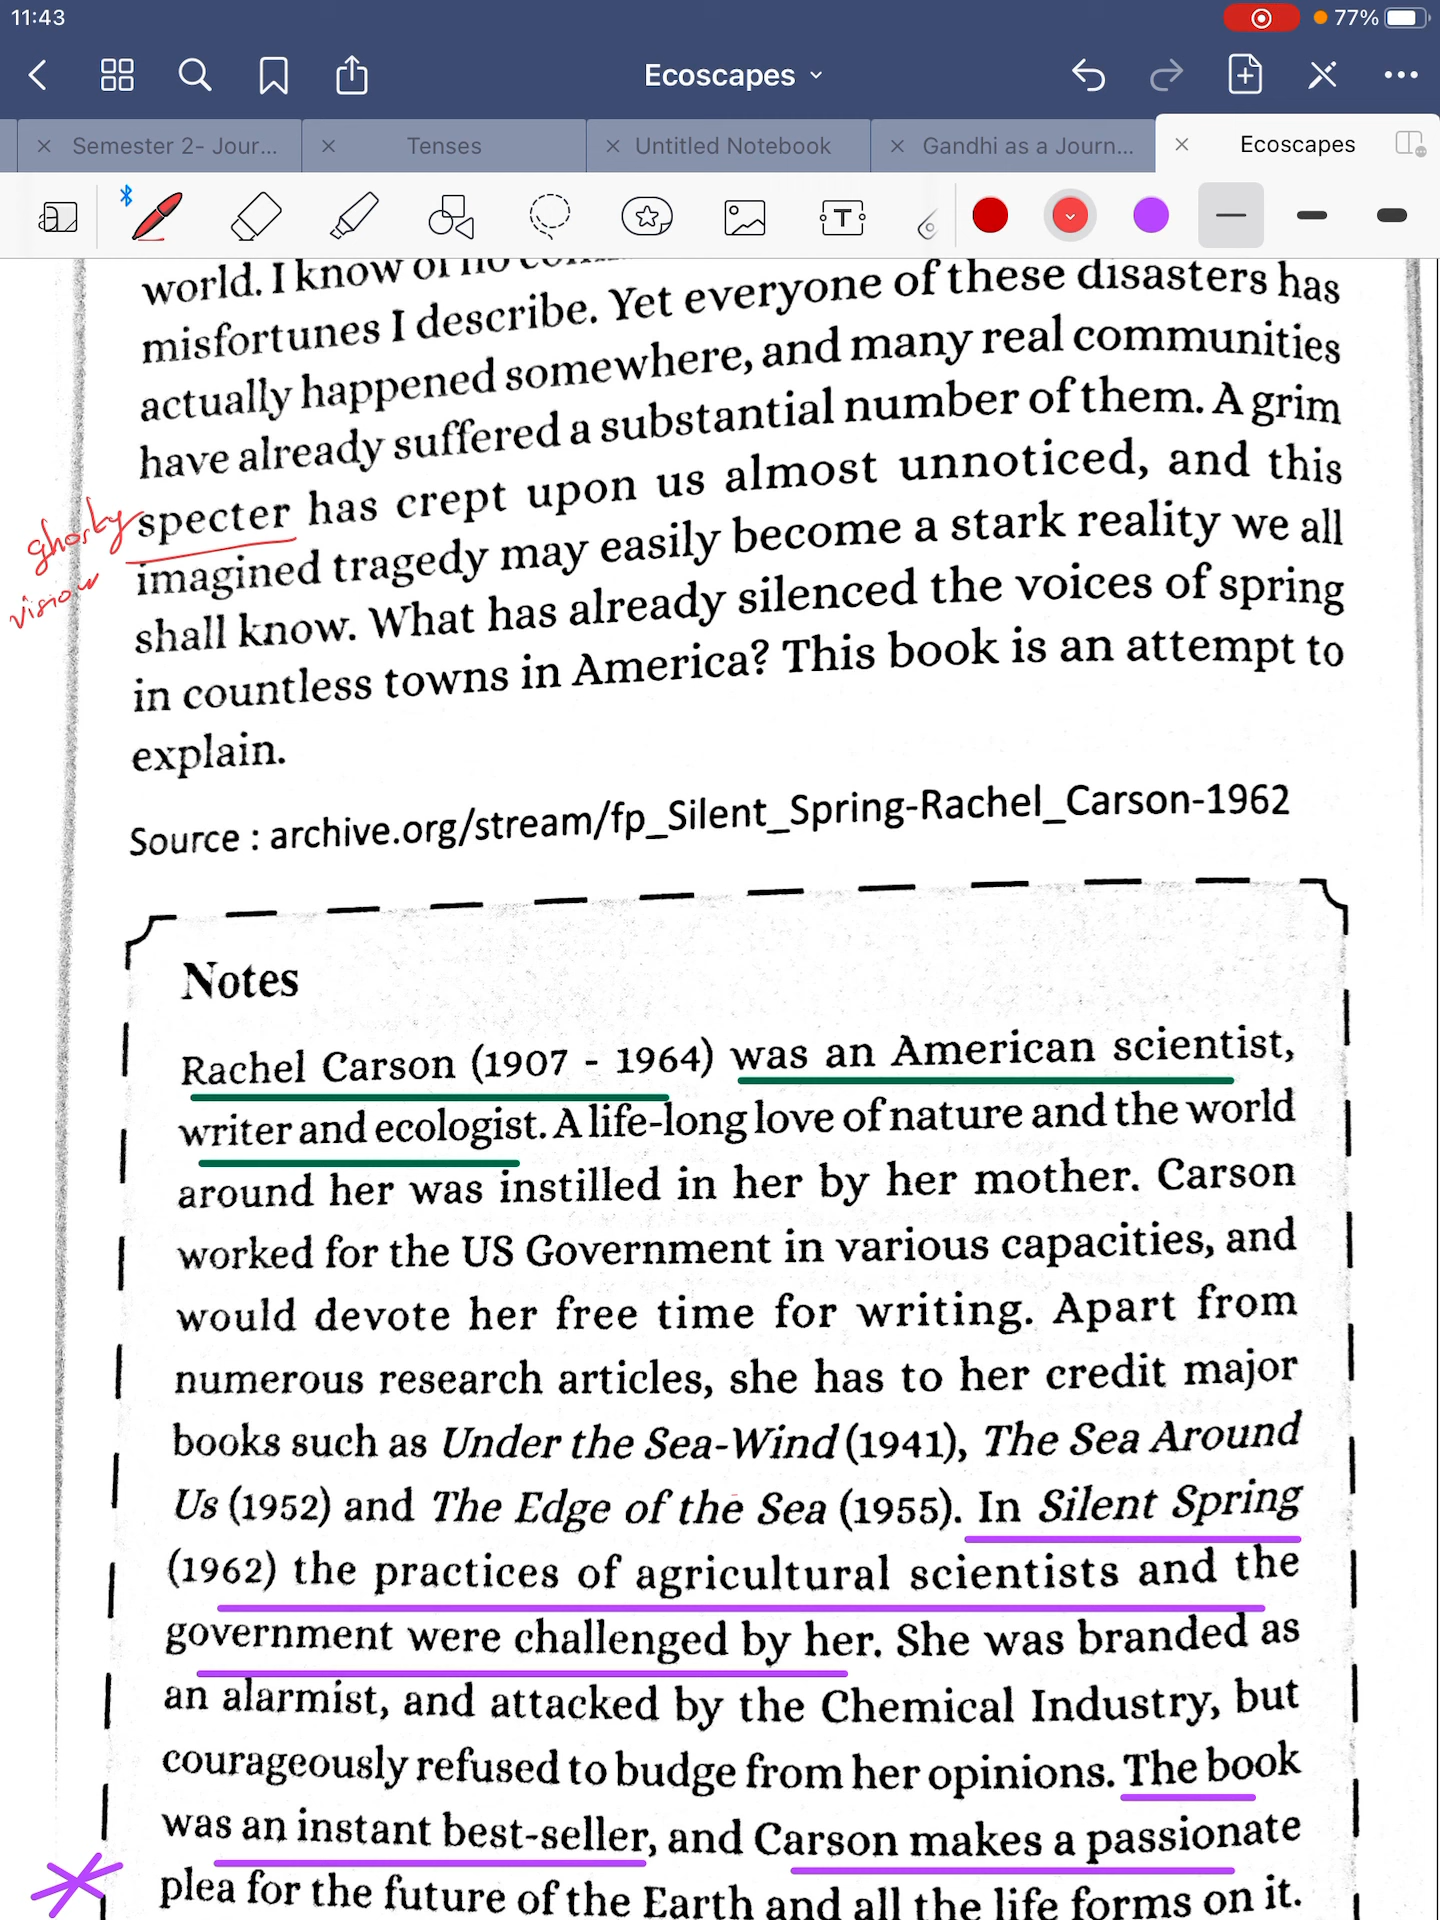 11:43
77%
Ecoscapes
Semester 2- Jour...
Tenses
Untitled Notebook
Gandhi as a Journ...
Ecoscapes
world. I know of no
misfortunes I describe. Yet everyone of these disasters has
actually happened somewhere, and many real communities
have already suffered a substantial number of them. A grim
specter has crept upon us almost unnoticed, and this
ghostly
vision
imagined tragedy may easily become a stark reality we all
shall know. What has already silenced the voices of spring
in countless towns in America? This book is an attempt to
explain.
Source : archive.org/stream/fp_Silent_Spring-Rachel_Carson-1962
Notes
Rachel Carson (1907 - 1964) was an American scientist,
writer and ecologist. A life-long love of nature and the world
around her was instilled in her by her mother. Carson
worked for the US Government in various capacities, and
would devote her free time for writing. Apart from
numerous research articles, she has to her credit major
books such as Under the Sea-Wind (1941), The Sea Around
Us (1952) and The Edge of the Sea (1955). In Silent Spring
(1962) the practices of agricultural scientists and the
government were challenged by her. She was branded as
an alarmist, and attacked by the Chemical Industry, but
courageously refused to budge from her opinions. The book
was an instant best-seller, and Carson makes a passionate
plea for the future of the Earth and all the life forms on it.